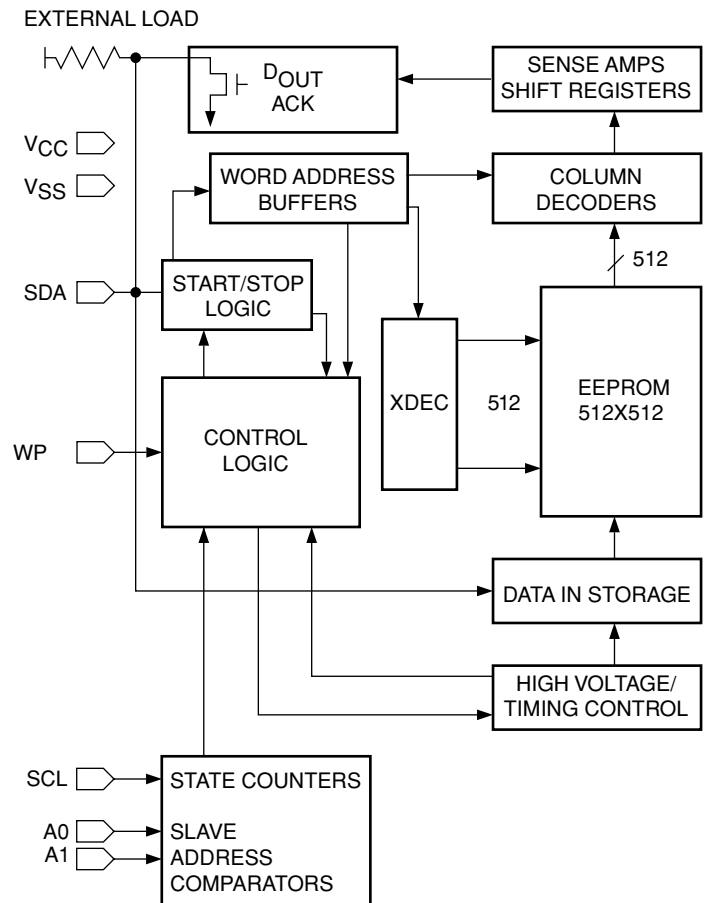 EXTERNAL LOAD
DOUT
ACK
SENSE AMPS
SHIFT REGISTERS
VCC
VSS
WORD ADDRESS
BUFFERS
COLUMN
DECODERS
512
SDA
START/STOP
LOGIC
XDEC
512
EEPROM
512X512
WP
CONTROL
LOGIC
DATA IN STORAGE
HIGH VOLTAGE/
TIMING CONTROL
SCL
STATE COUNTERS
A0
SLAVE
A1
ADDRESS
COMPARATORS